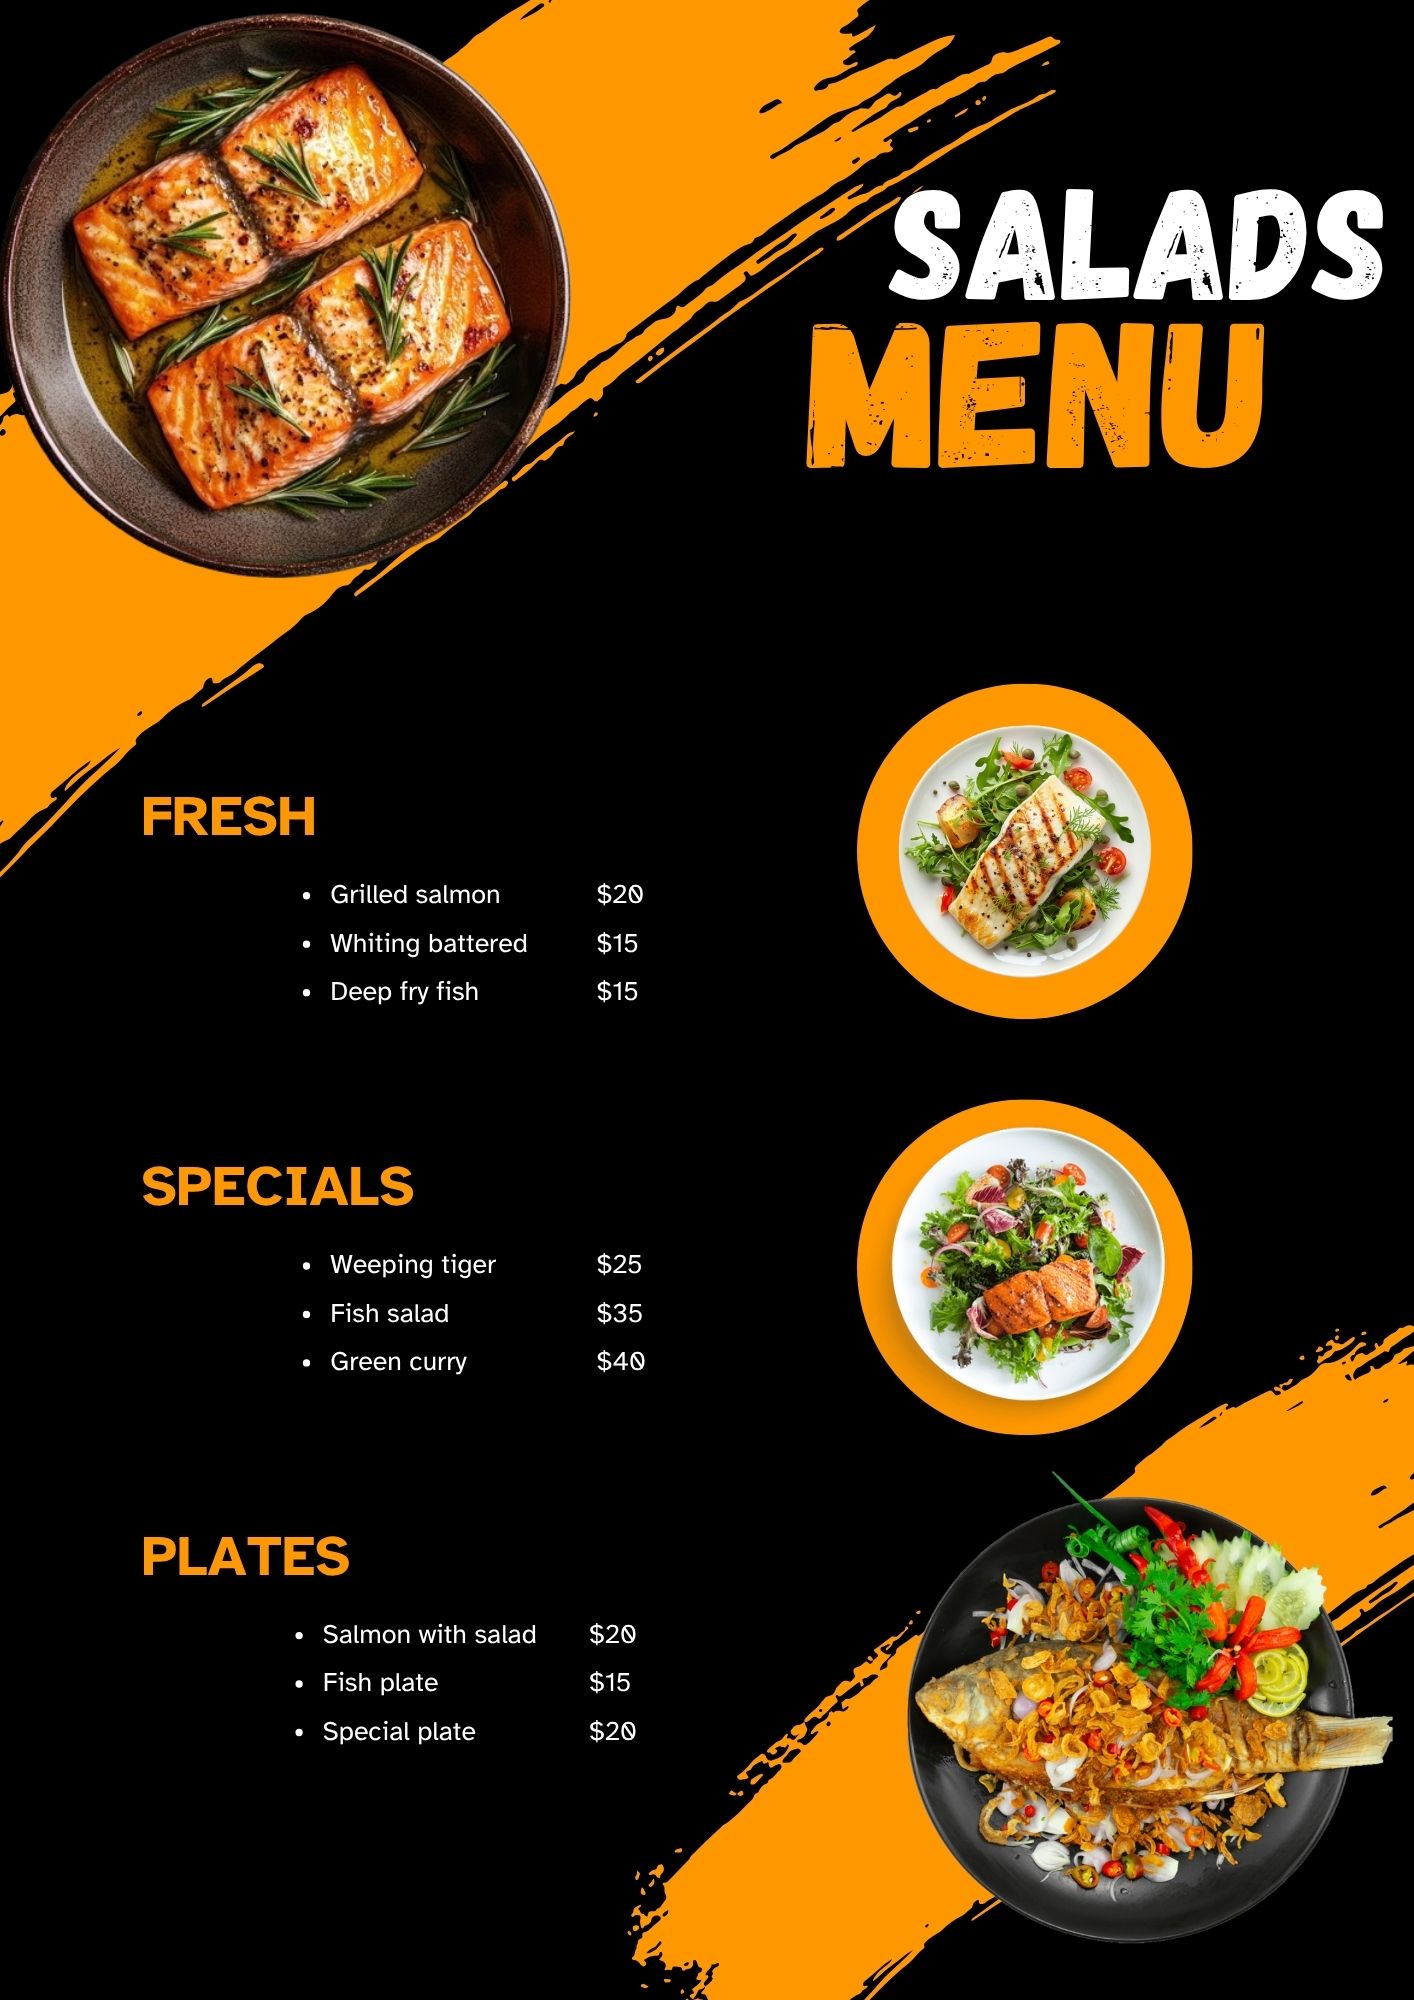 SALADS
MENU
FRESH
• Grilled salmon $20
• Whiting battered $15
• Deep fry fish $15
SPECIALS
• Weeping tiger $25
• Fish salad $35
• Green curry $40
PLATES
• Salmon with salad $20
• Fish plate $15
• Special plate $20